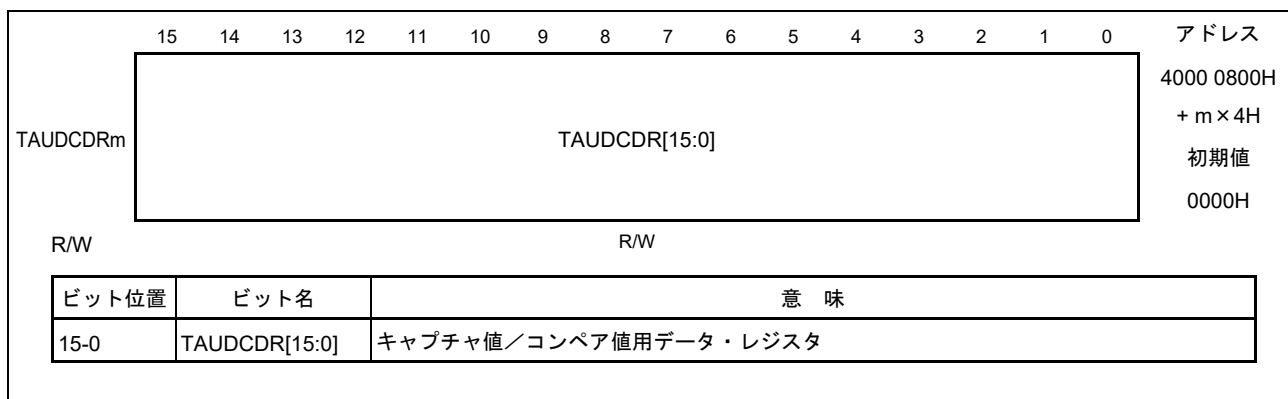 15 14 13 12 11 10 9 8 7 6 5 4 3 2 1 0 アドレス
4000 0800H
+ m×4H
TAUDCDRm TAUDCDR[15:0]
初期値
0000H
R/W R/W
ビット位置 ビット名 意 味
15-0 TAUDCDR[15:0] キャプチャ値/コンペア値用データ・レジスタ